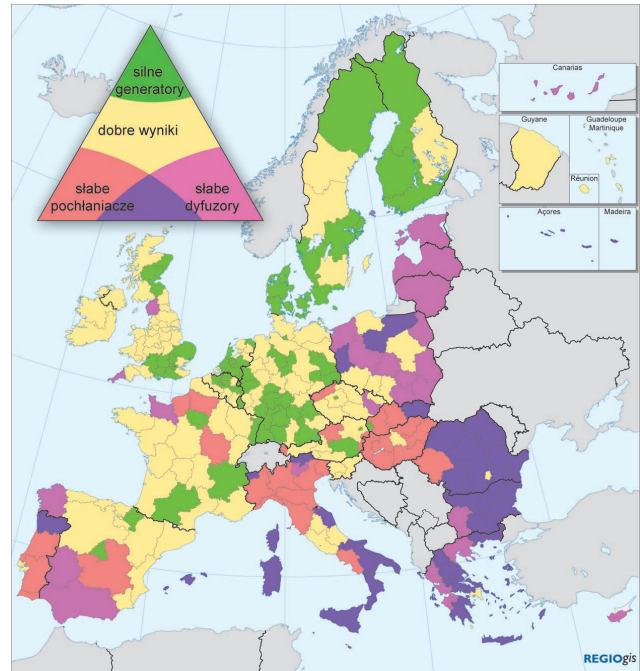 silne
generatory
dobre wyniki
słabe
pochłaniacze
słabe
dyfuzory
Canarias
Guyane
Guadeloupe
Martinique
Réunion
Açores
Madeira
REGIOgis